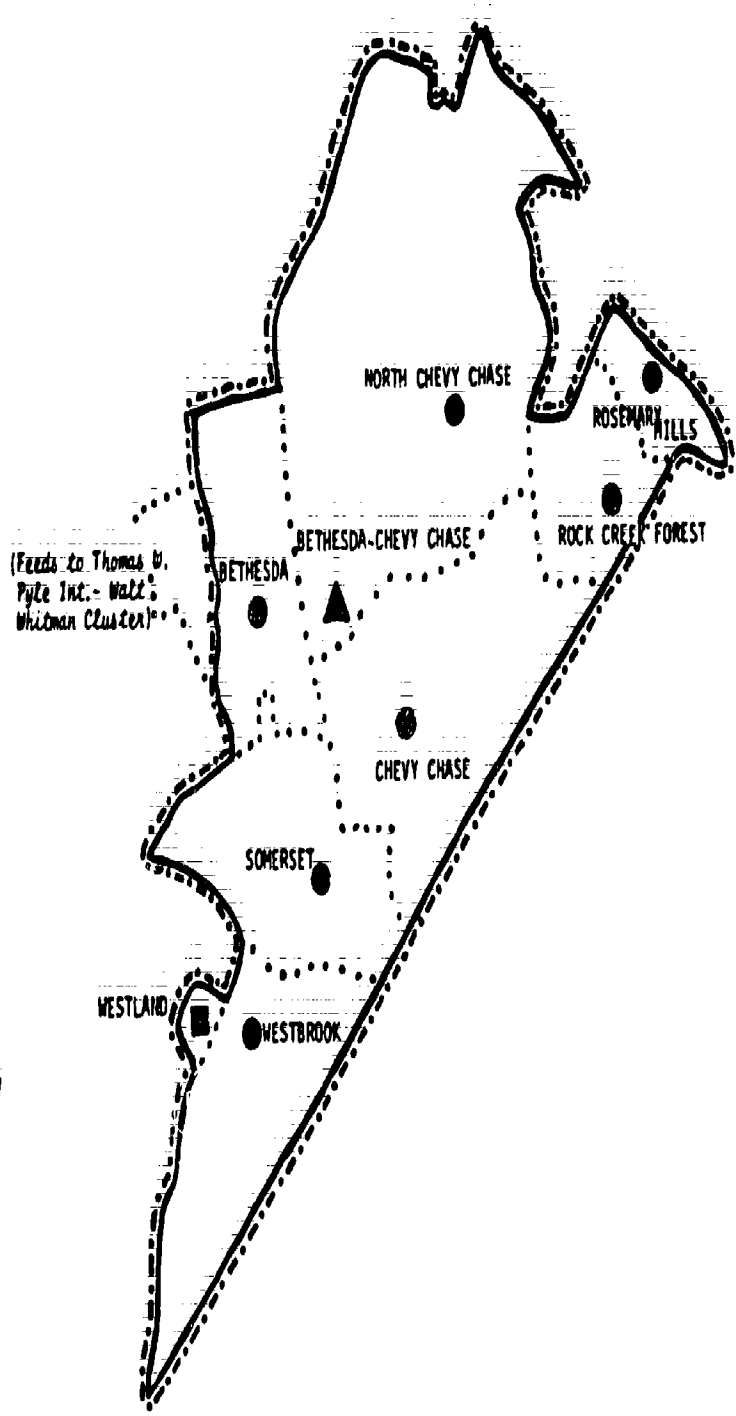 NORTH CHEVY CHASE
ROSEMARY
HILLS
BETHESDA-CHEVY CHASE
ROCK CREEK FOREST
(Feeds to Thomas W.
Pyle Int.- Walt
Whitman Cluster)
BETHESDA
CHEVY CHASE
SOMERSET
WESTLAND
WESTBROOK